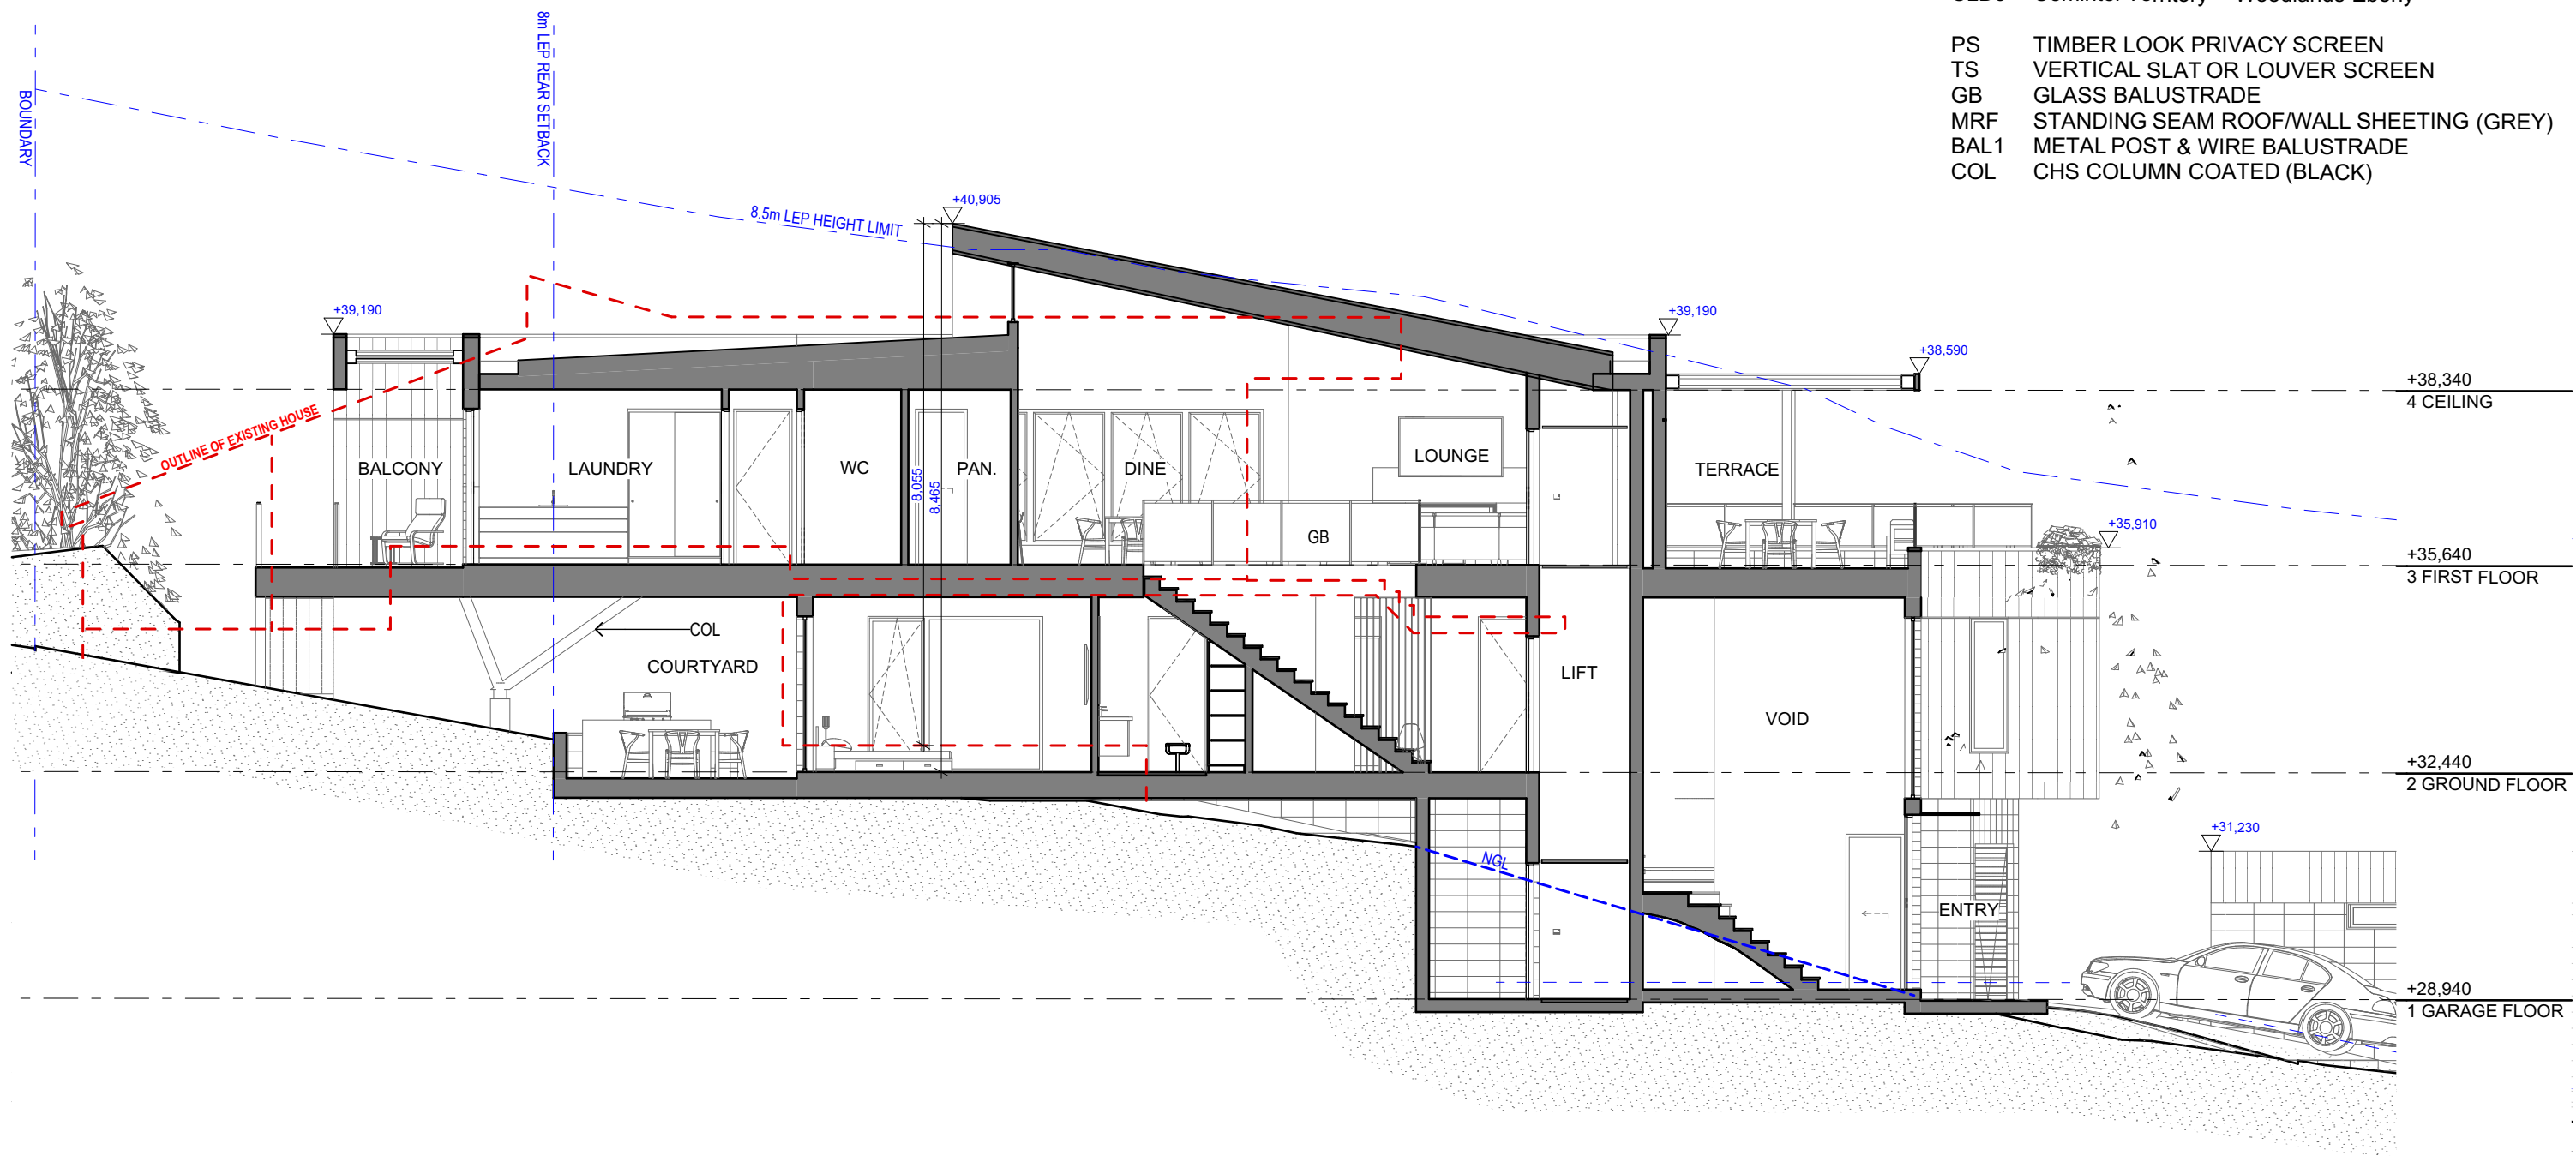 PS TIMBER LOOK PRIVACY SCREEN
TS VERTICAL SLAT OR LOUVER SCREEN
GB GLASS BALUSTRADE
MRF STANDING SEAM ROOF/WALL SHEETING (GREY)
BAL1 METAL POST & WIRE BALUSTRADE
COL CHS COLUMN COATED (BLACK)
BOUNDARY
8m LEP REAR SETBACK
8.5m LEP HEIGHT LIMIT
+40,905
+39,190
+39,190
+38,590
+38,340
4 CEILING
OUTLINE OF EXISTING HOUSE
BALCONY
LAUNDRY
WC
PAN.
DINE
LOUNGE
TERRACE
8,055
8,465
GB
+35,910
+35,640
3 FIRST FLOOR
COL
COURTYARD
LIFT
VOID
+32,440
2 GROUND FLOOR
+31,230
NGL
ENTRY
+28,940
1 GARAGE FLOOR